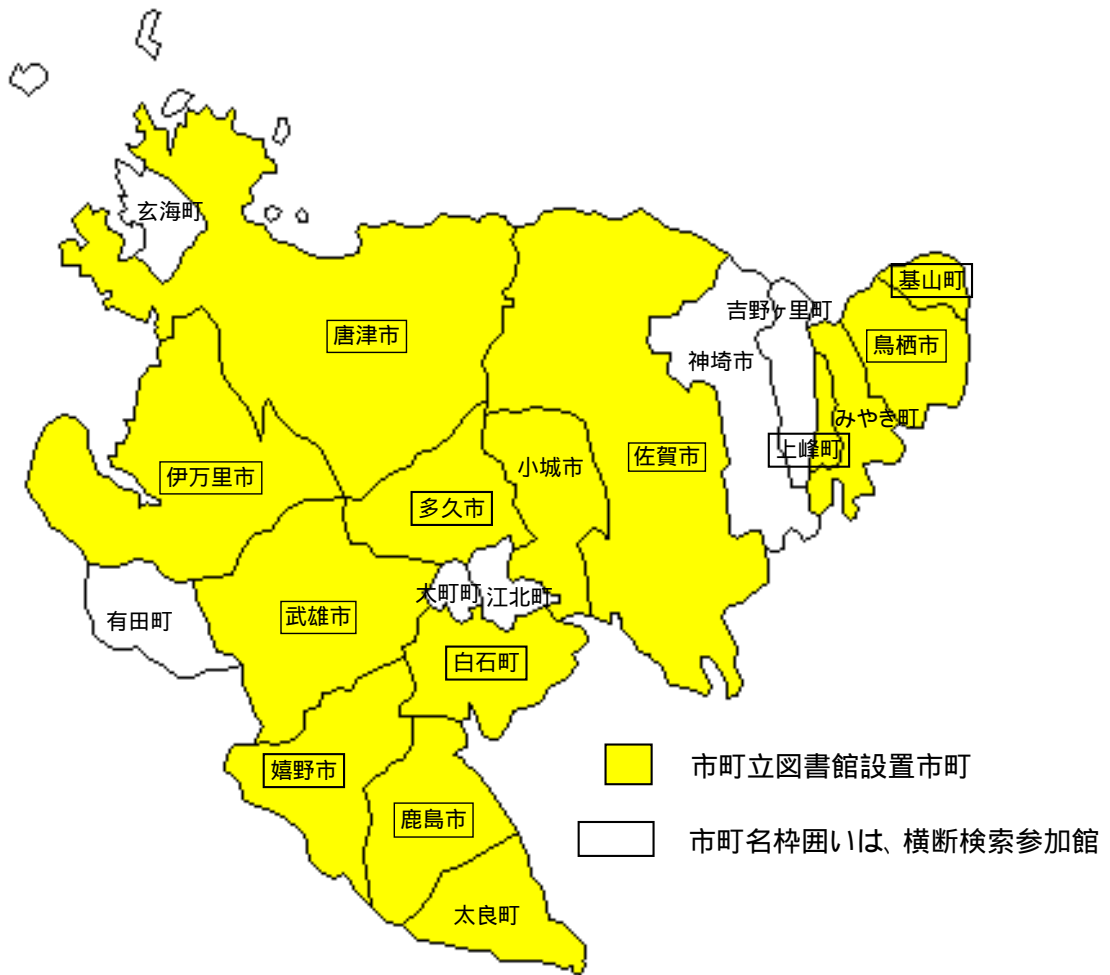 玄海町
基山町
吉野ヶ里町
唐津市
鳥栖市
神埼市
みやき町
上峰町
佐賀市
小城市
伊万里市
多久市
大町町
江北町
有田町
武雄市
白石町
嬉野市
市町立図書館設置市町
鹿島市
市町名枠囲いは、横断検索参加館
太良町